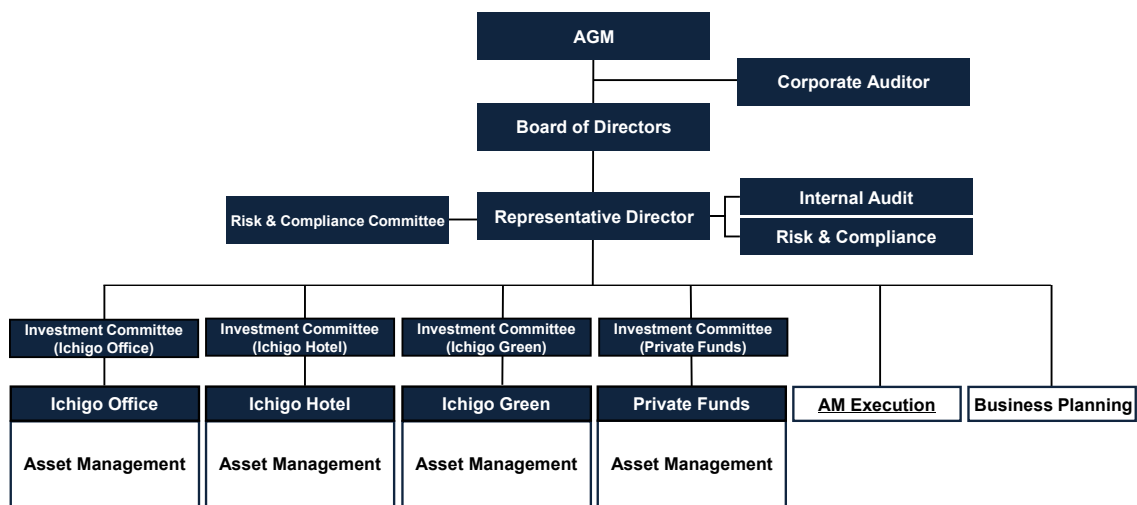 AGM
Corporate Auditor
Board of Directors
Internal Audit
Risk & Compliance Committee
Representative Director
Risk & Compliance
Investment Committee
(Ichigo Office)
Investment Committee
(Ichigo Hotel)
Investment Committee
(Ichigo Green)
Investment Committee
(Private Funds)
Ichigo Office
Ichigo Hotel
Ichigo Green
Private Funds
AM Execution
Business Planning
Asset Management
Asset Management
Asset Management
Asset Management